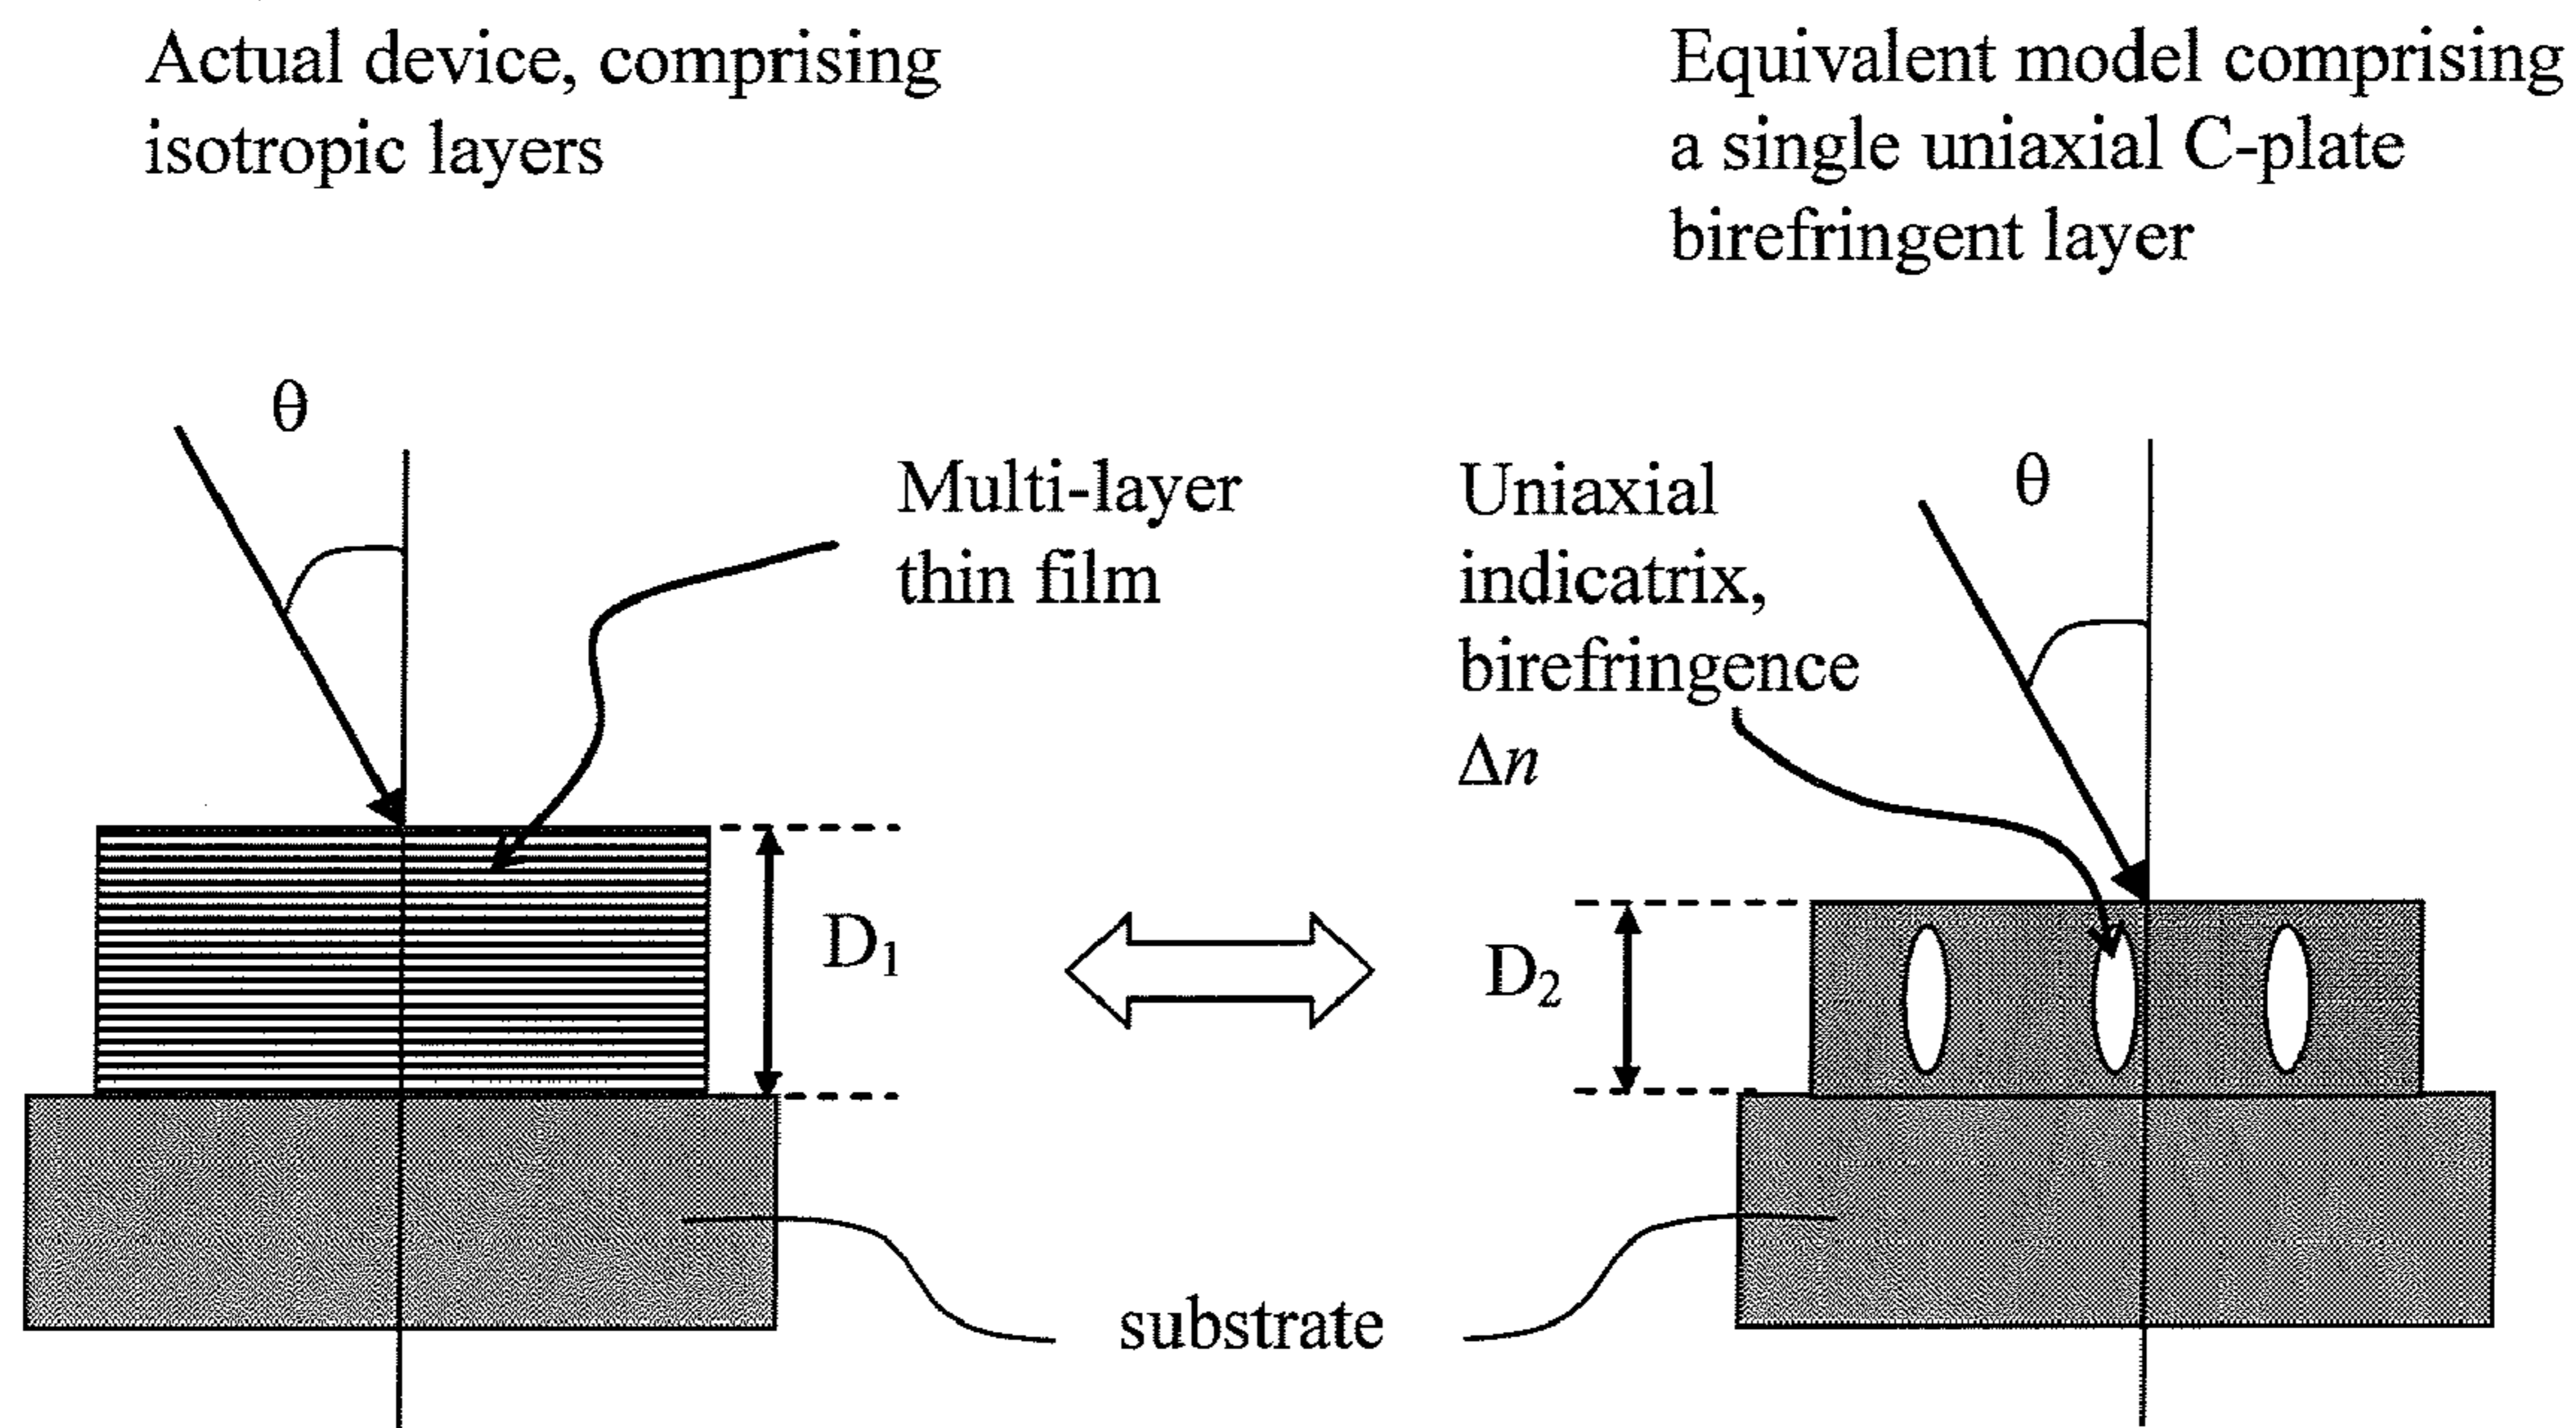 Actual device, comprising
isotropic layers
Equivalent model comprising
a single uniaxial C-plate
birefringent layer
θ
Multi-layer
thin film
D₁
Uniaxial
indicatrix,
birefringence
Δn
θ
D₂
substrate